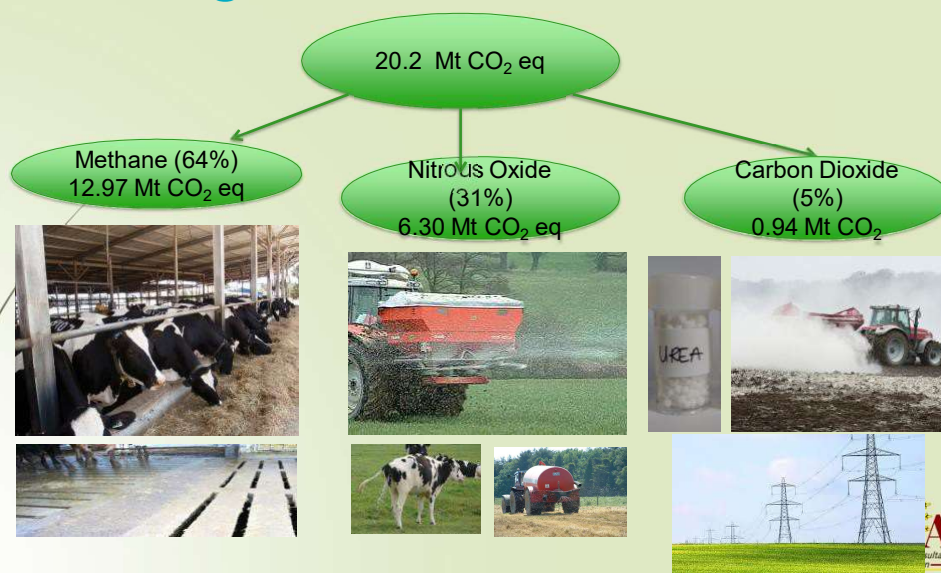 20.2 Mt CO₂ eq
Methane (64%)
12.97 Mt CO₂ eq
Nitrous Oxide
(31%)
6.30 Mt CO₂ eq
Carbon Dioxide
(5%)
0.94 Mt CO₂
UREA